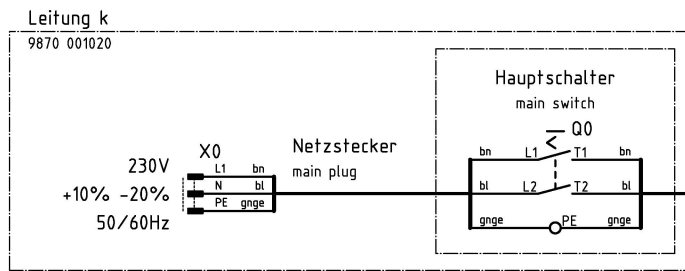 Leitung k
9870 001020
Hauptschalter
main switch
Q0
X0
Netzstecker
main plug
230V
+10% -20%
50/60Hz
L1 bn
N bl
PE gnge
bn L1 T1 bn
bl L2 T2 bl
gnge PE gnge